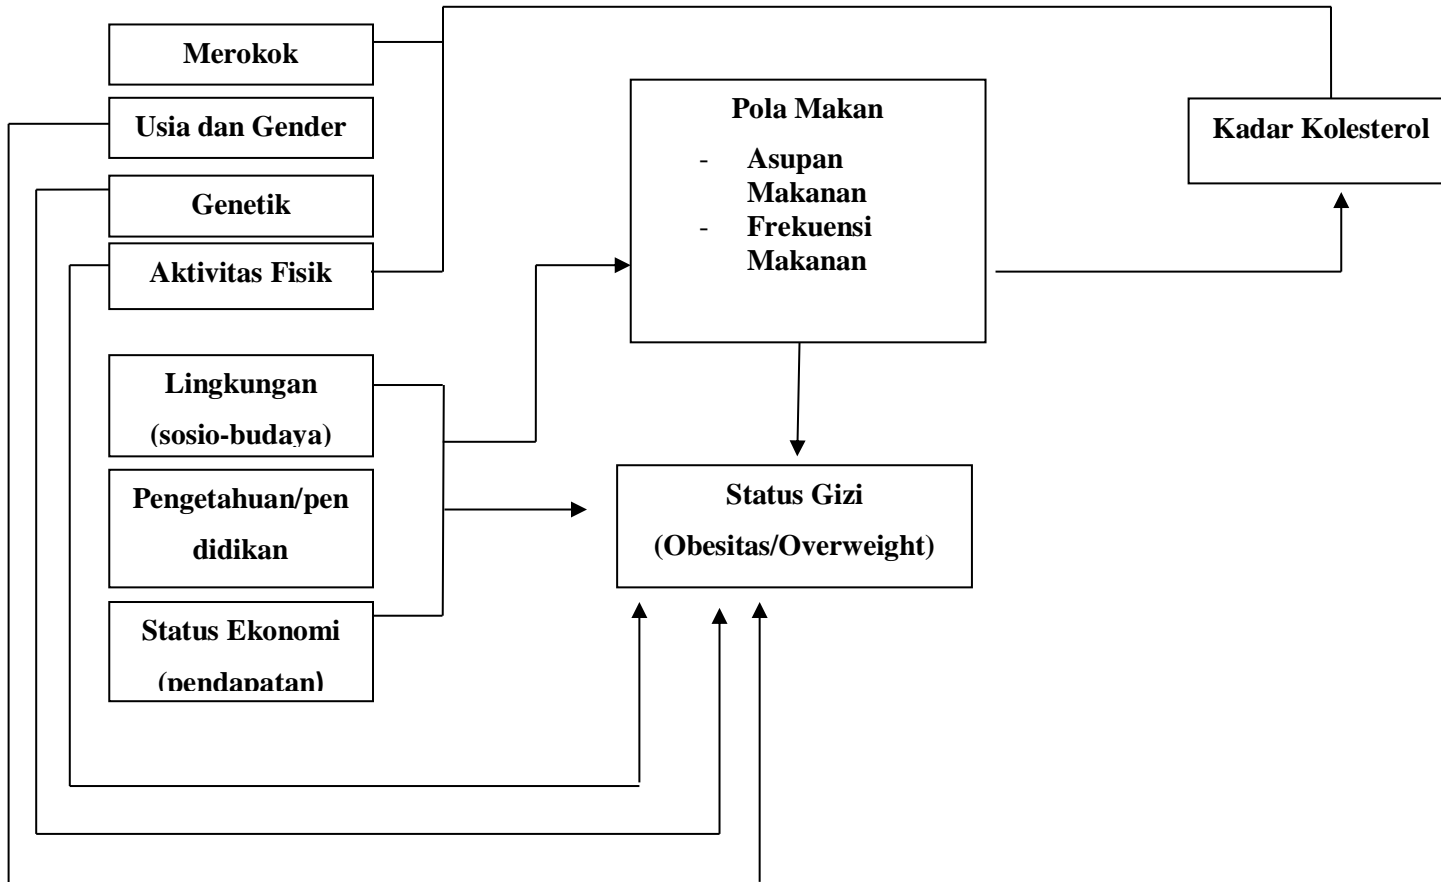 Merokok
Usia dan Gender
Genetik
Aktivitas Fisik
Lingkungan
(sosio-budaya)
Pengetahuan/pen
didikan
Status Ekonomi
(pendapatan)
Pola Makan
- Asupan
Makanan
- Frekuensi
Makanan
Status Gizi
(Obesitas/Overweight)
Kadar Kolesterol